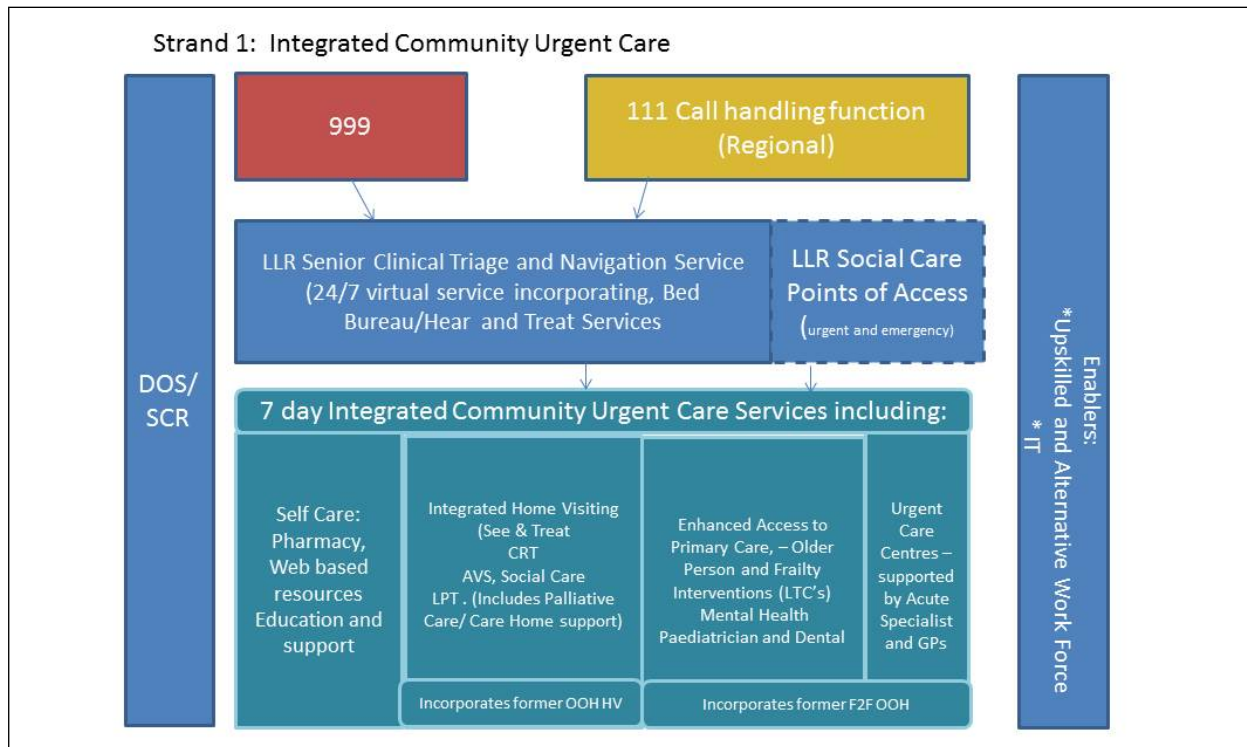 Strand 1: Integrated Community Urgent Care
999
111 Call handling function
(Regional)
LLR Senior Clinical Triage and Navigation Service
(24/7 virtual service incorporating, Bed
Bureau/Hear and Treat Services
LLR Social Care
Points of Access
(urgent and emergency)
DOS/
SCR
7 day Integrated Community Urgent Care Services including:
Self Care:
Pharmacy,
Web based
resources
Education and
support
Integrated Home Visiting
(See & Treat
CRT
AVS, Social Care
LPT . (Includes Palliative
Care/ Care Home support)
Enhanced Access to
Primary Care, – Older
Person and Frailty
Interventions (LTC’s)
Mental Health
Paediatrician and Dental
Urgent
Care
Centres –
supported
by Acute
Specialist
and GPs
Incorporates former OOH HV
Incorporates former F2F OOH
Enablers:
*Upskilled and Alternative Work Force
* IT